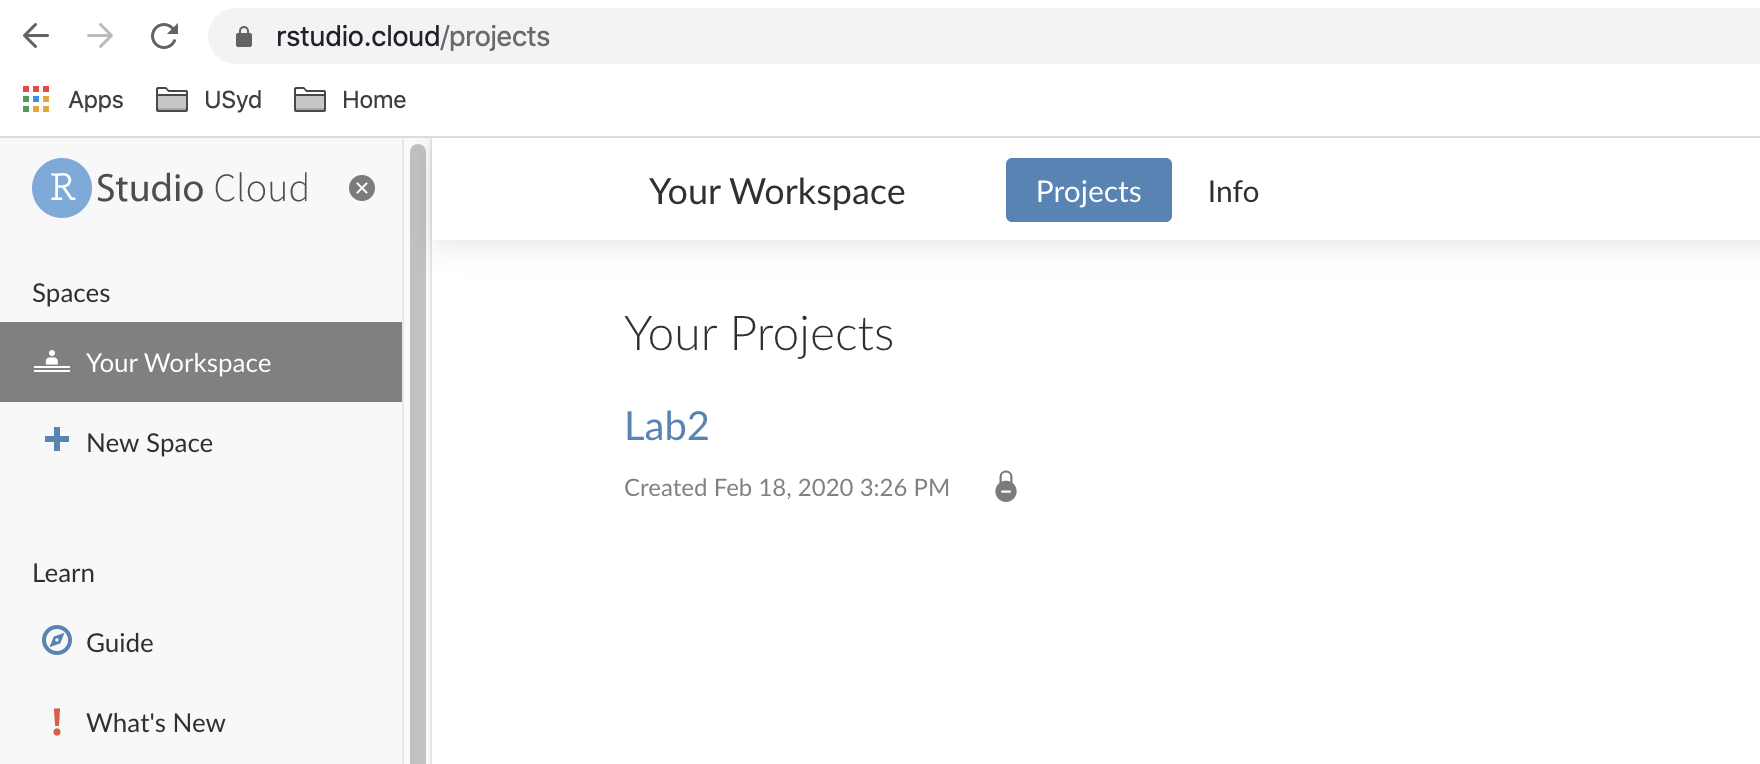 rstudio.cloud/projects
Apps USyd Home
R Studio Cloud
Your Workspace Projects Info
Spaces
Your Workspace
New Space
Learn
Guide
What's New
Your Projects
Lab2
Created Feb 18, 2020 3:26 PM